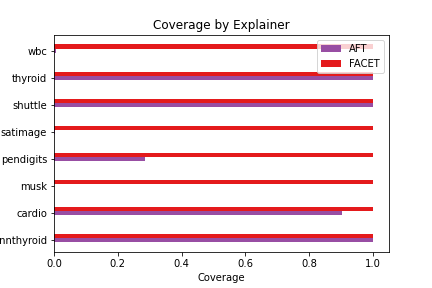 Coverage by Explainer
AFT
FACET
wbc
thyroid
shuttle
satimage
pendigits
musk
cardio
nnthyroid
0.0 0.2 0.4 0.6 0.8 1.0
Coverage